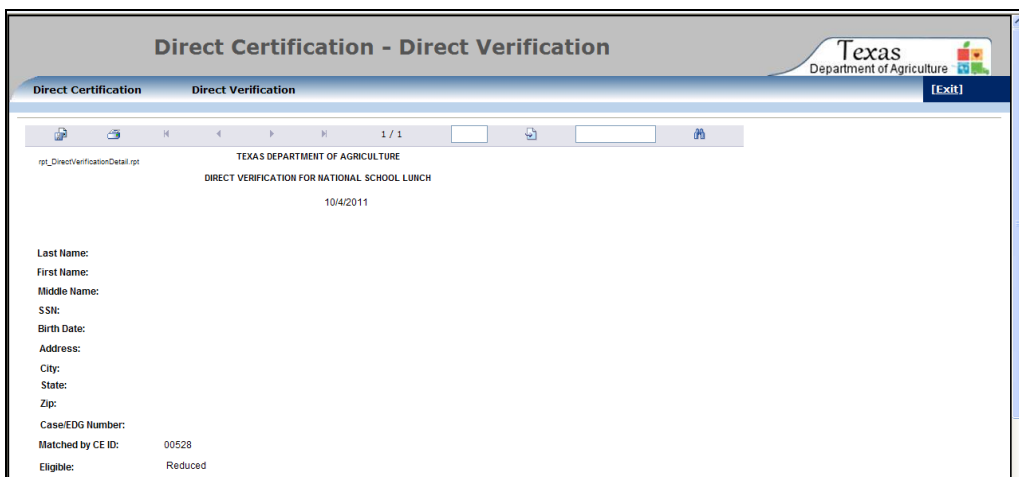 Direct Certification - Direct Verification
Texas
Department of Agriculture
Direct Certification Direct Verification [Exit]
1 / 1
rpt_DirectVerificationDetail.rpt
TEXAS DEPARTMENT OF AGRICULTURE
DIRECT VERIFICATION FOR NATIONAL SCHOOL LUNCH
10/4/2011
Last Name:
First Name:
Middle Name:
SSN:
Birth Date:
Address:
City:
State:
Zip:
Case/EDG Number:
Matched by CE ID: 00528
Eligible: Reduced